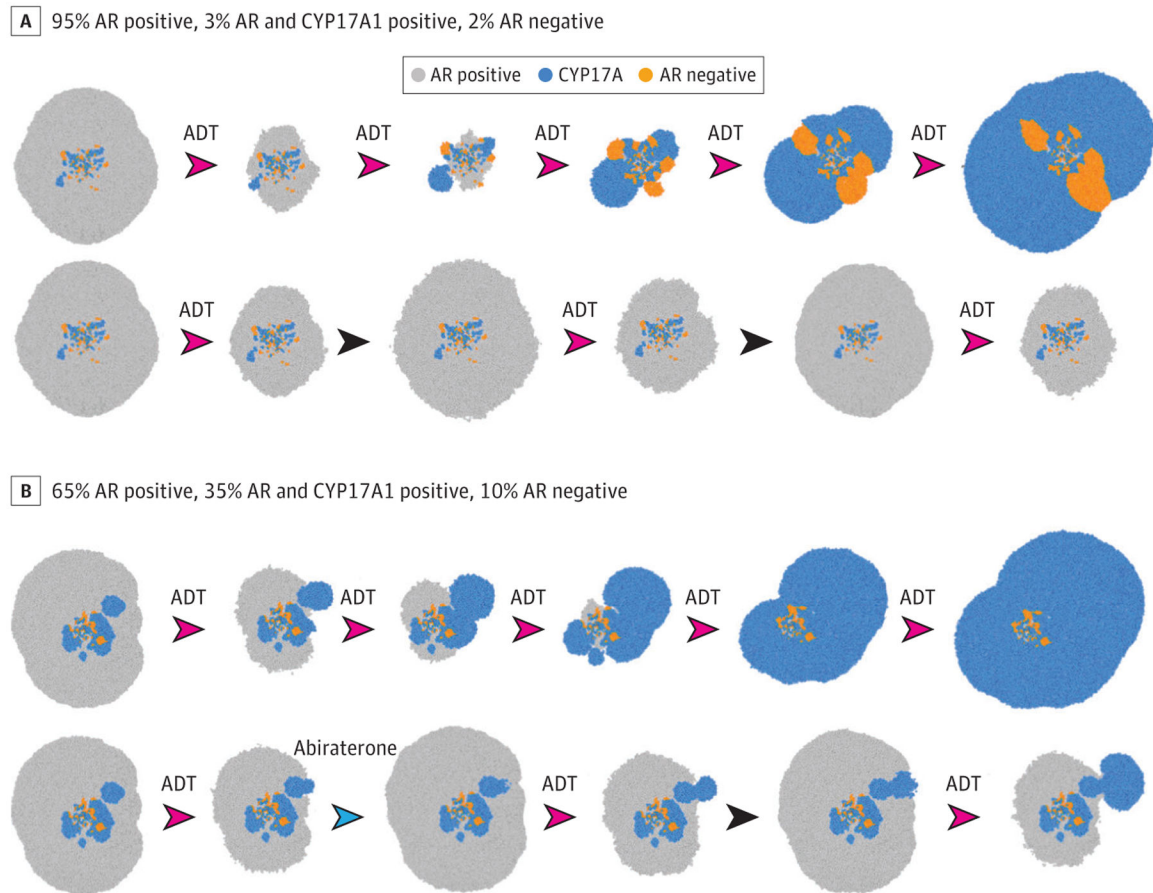 A 95% AR positive, 3% AR and CYP17A1 positive, 2% AR negative
AR positive CYP17A AR negative
ADT ADT ADT ADT ADT
ADT ADT ADT
B 65% AR positive, 35% AR and CYP17A1 positive, 10% AR negative
ADT ADT ADT ADT ADT
Abiraterone
ADT ADT ADT